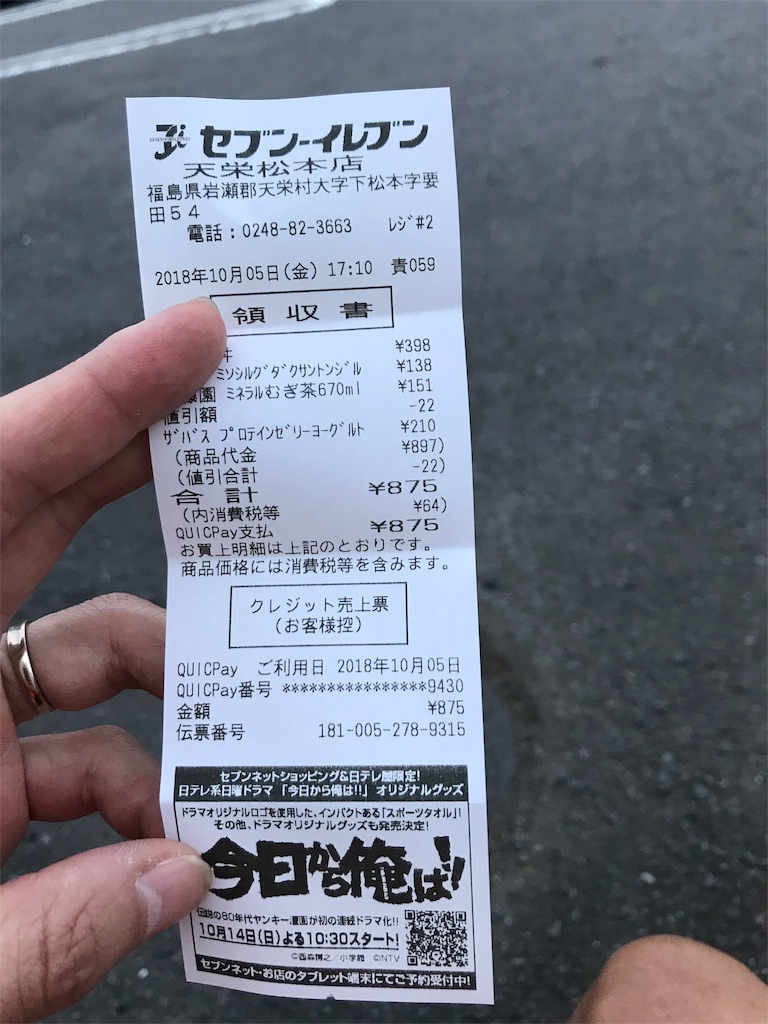 セブン-イレブン
天栄松本店
福島県岩瀬郡天栄村大字下松本字要
田54
電話：0248-82-3663 ﾚｼﾞ#2
2018年10月05日(金) 17:10 責059
領収書
¥398
ﾐｿｼﾙｸﾞﾀﾞｸｻﾝﾄﾝｼﾞﾙ ¥138
園 ミネラルむぎ茶670ml ¥151
値引額 -22
ｻﾞﾊﾞｽ ﾌﾟﾛﾃｲﾝｾﾞﾘｰﾖｰｸﾞﾙﾄ ¥210
(商品代金 ¥897)
(値引合計 -22)
合計 ¥875
(内消費税等 ¥64)
QUICPay支払 ¥875
お買上明細は上記のとおりです。
商品価格には消費税等を含みます。
クレジット売上票
(お客様控)
QUICPay ご利用日 2018年10月05日
QUICPay番号 ****************9430
金額 ¥875
伝票番号 181-005-278-9315
セブンネットショッピング&日テレ屋限定!
日テレ系日曜ドラマ「今日から俺は!!」オリジナルグッズ
ドラマオリジナルロゴを使用した、インパクトある「スポーツタオル」!
その他、ドラマオリジナルグッズも発売決定!
今日から俺は!!
伝説の80年代ヤンキー漫画が初の連続ドラマ化!!
10月14日(日)よる10:30スタート!
©西森博之／小学館 ©NTV
セブンネット・お店のタブレット端末にてご予約受付中!